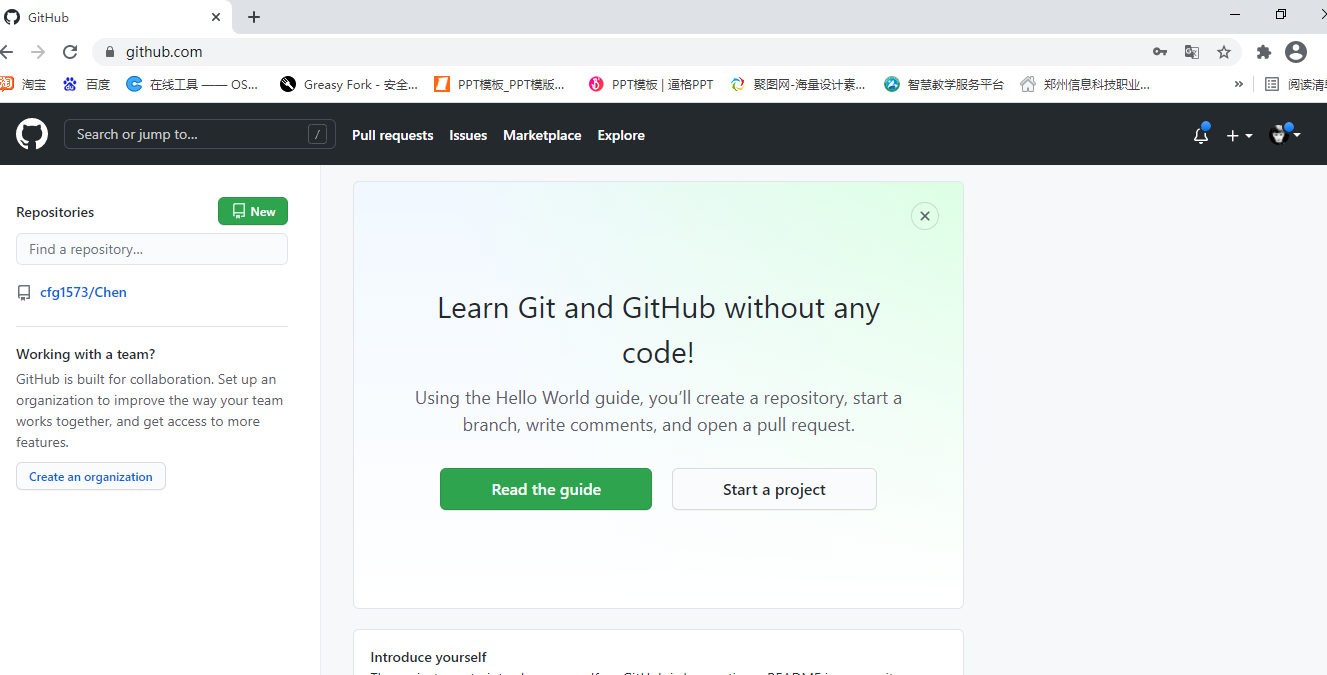 GitHub
github.com
淘宝 百度 在线工具 —— OS... Greasy Fork - 安全... PPT模板_PPT模版... PPT模板 | 逼格PPT 聚图网-海量设计素... 智慧教学服务平台 郑州信息科技职业... » 阅读清单
Search or jump to... / Pull requests Issues Marketplace Explore
Repositories New
Find a repository...
cfg1573/Chen
Working with a team?
GitHub is built for collaboration. Set up an
organization to improve the way your team
works together, and get access to more
features.
Create an organization
Learn Git and GitHub without any
code!
Using the Hello World guide, you’ll create a repository, start a
branch, write comments, and open a pull request.
Read the guide Start a project
Introduce yourself